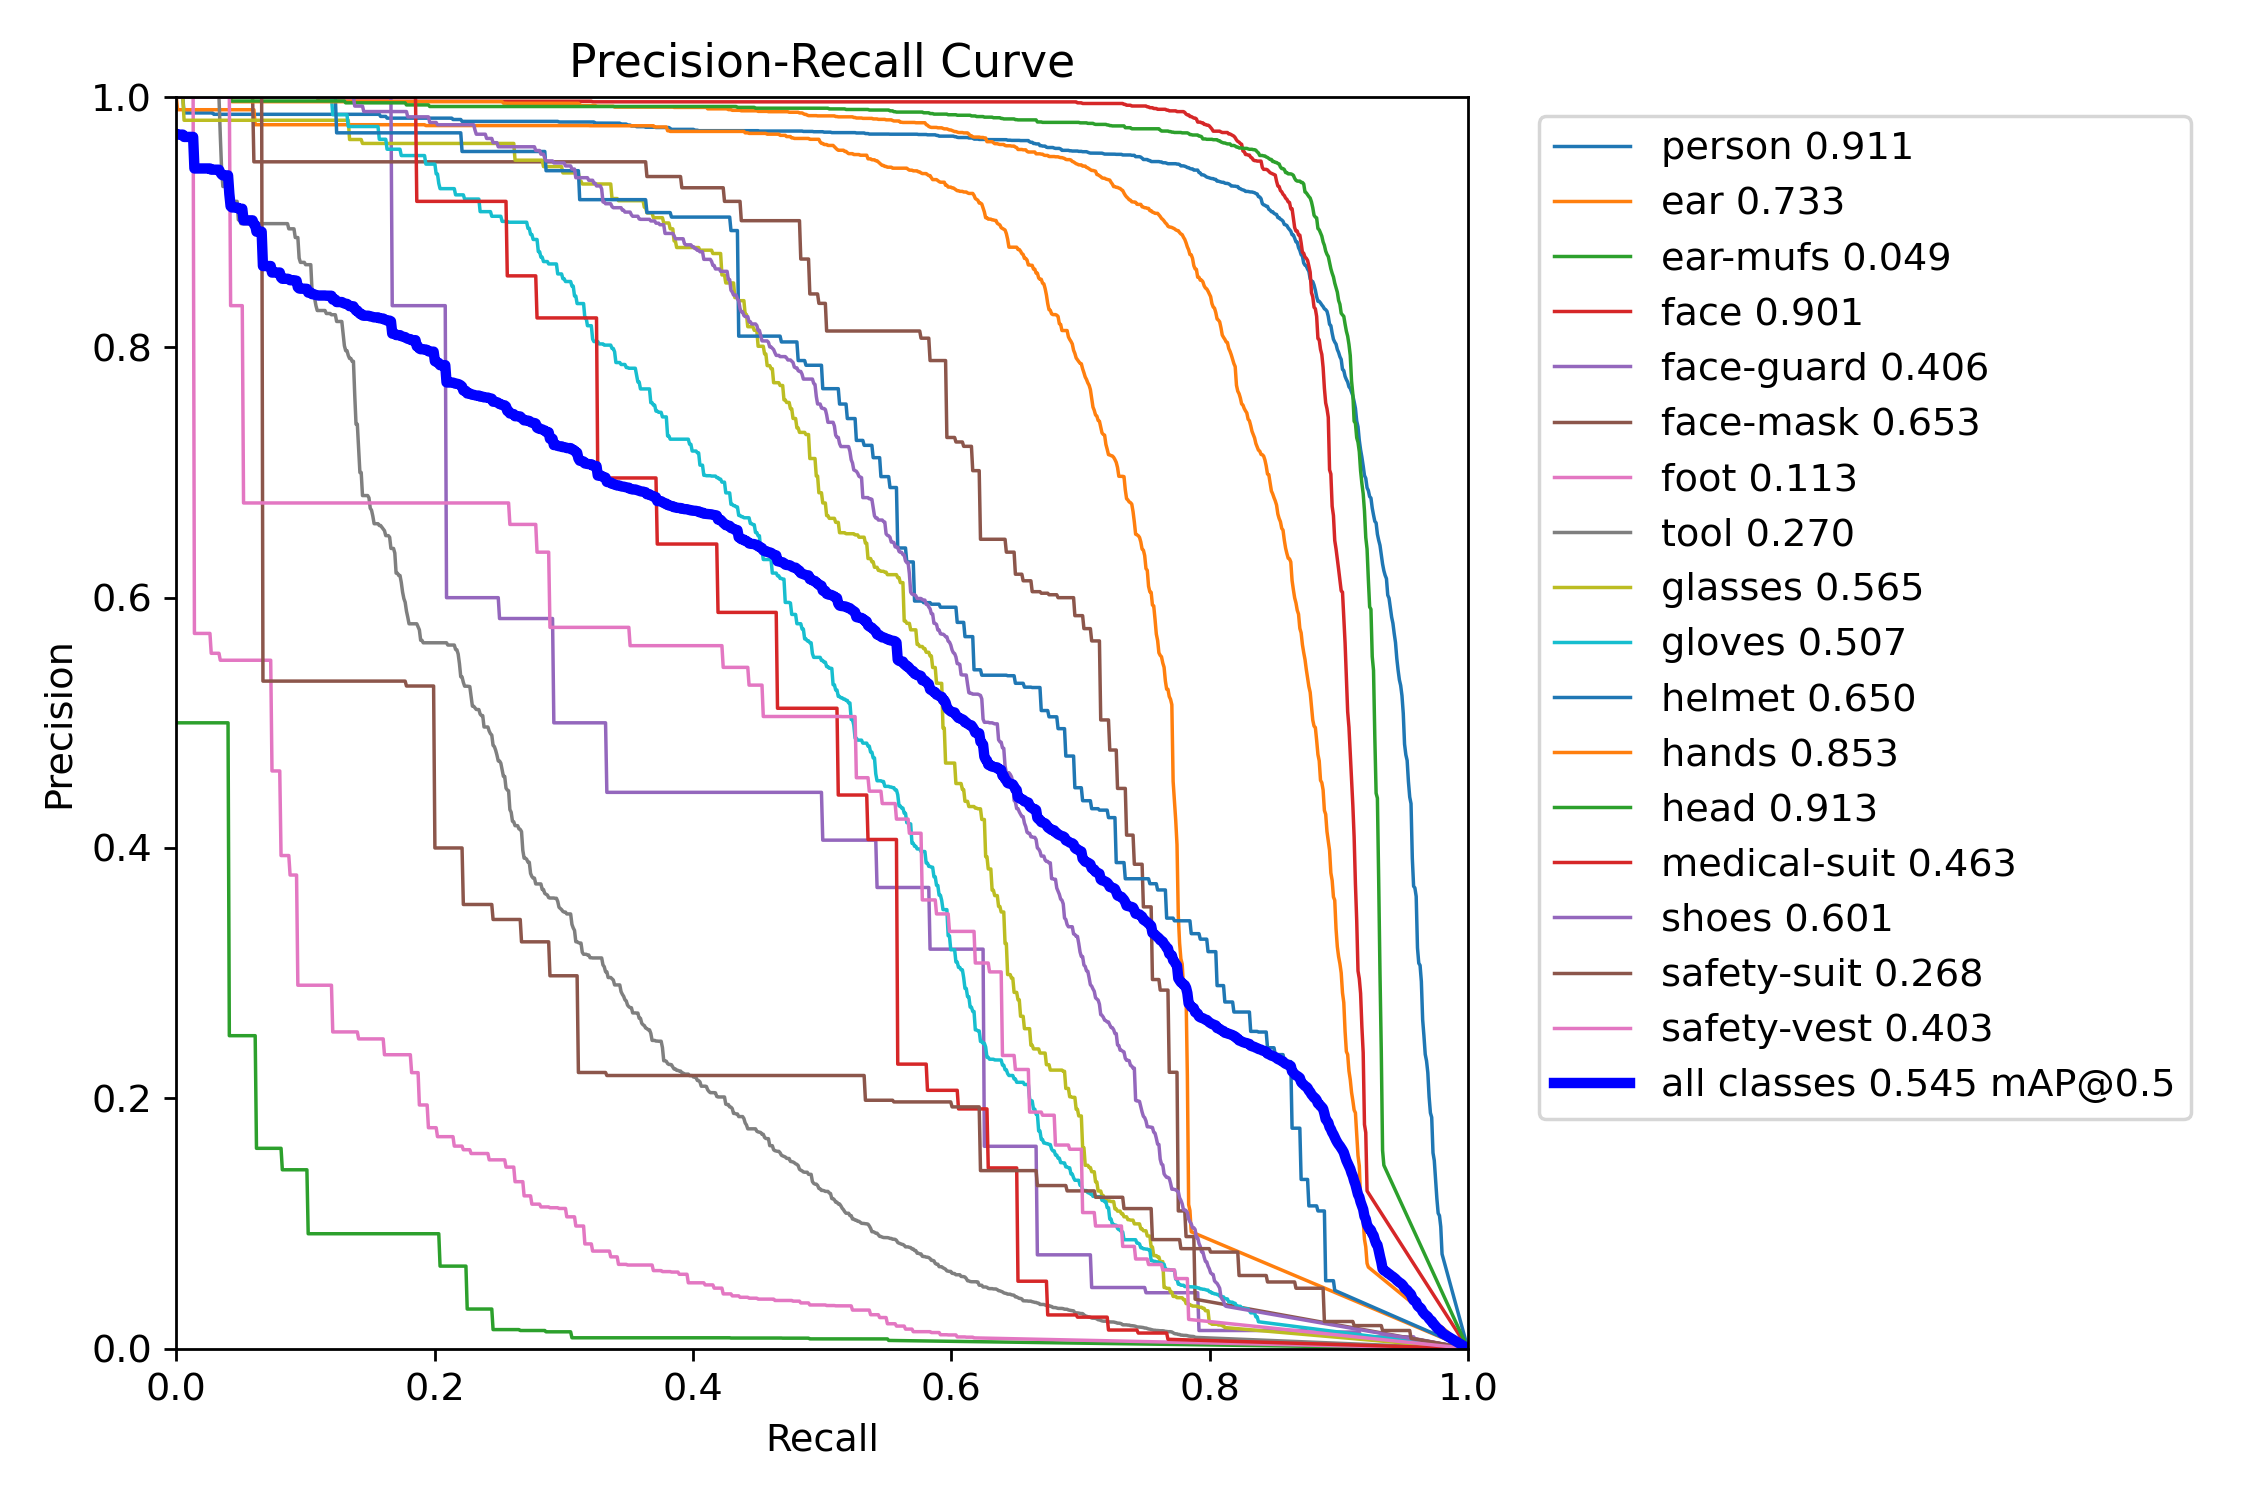 Precision-Recall Curve
1.0
0.8
0.6
0.4
0.2
0.0
Precision
0.0 0.2 0.4 0.6 0.8 1.0
Recall
person 0.911
ear 0.733
ear-mufs 0.049
face 0.901
face-guard 0.406
face-mask 0.653
foot 0.113
tool 0.270
glasses 0.565
gloves 0.507
helmet 0.650
hands 0.853
head 0.913
medical-suit 0.463
shoes 0.601
safety-suit 0.268
safety-vest 0.403
all classes 0.545 mAP@0.5